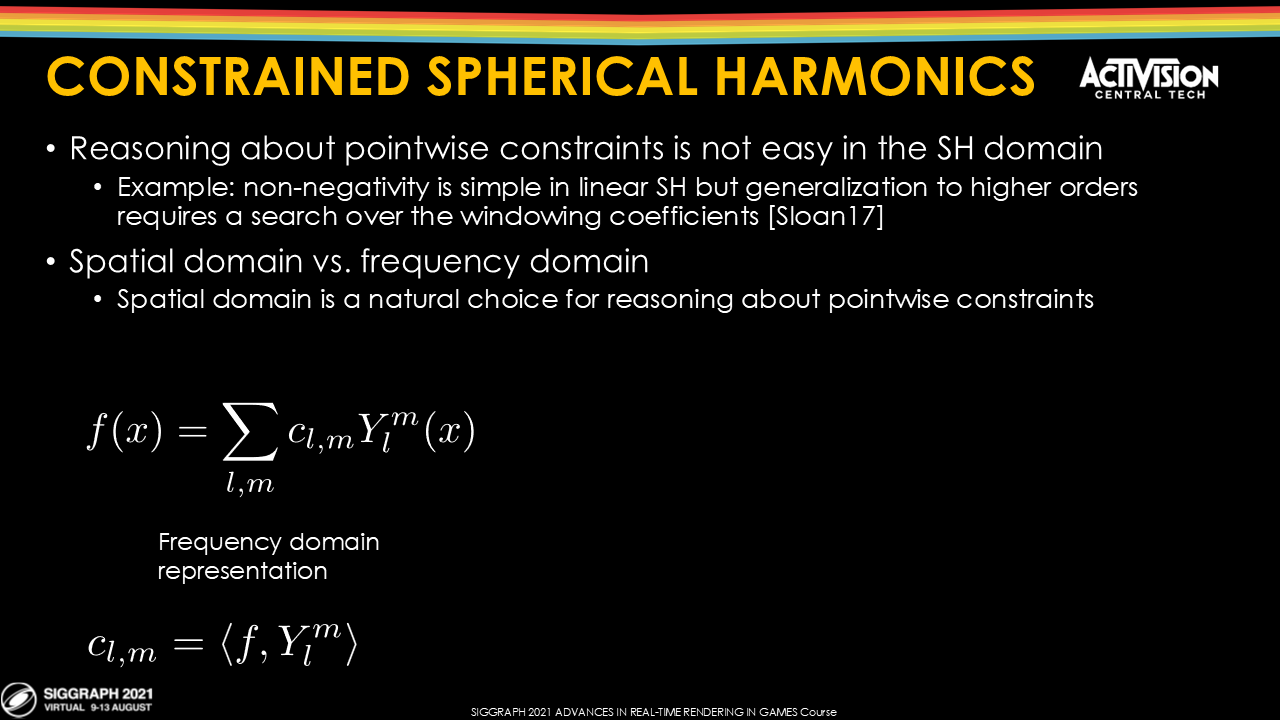 CONSTRAINED SPHERICAL HARMONICS
ACTIVISION
CENTRAL TECH
• Reasoning about pointwise constraints is not easy in the SH domain
• Example: non-negativity is simple in linear SH but generalization to higher orders
requires a search over the windowing coefficients [Sloan17]
• Spatial domain vs. frequency domain
• Spatial domain is a natural choice for reasoning about pointwise constraints
f(x) = ∑_{l,m} c_{l,m} Y_l^m(x)
Frequency domain
representation
c_{l,m} = ⟨f, Y_l^m⟩
SIGGRAPH 2021
VIRTUAL 9-13 AUGUST
SIGGRAPH 2021 ADVANCES IN REAL-TIME RENDERING IN GAMES Course